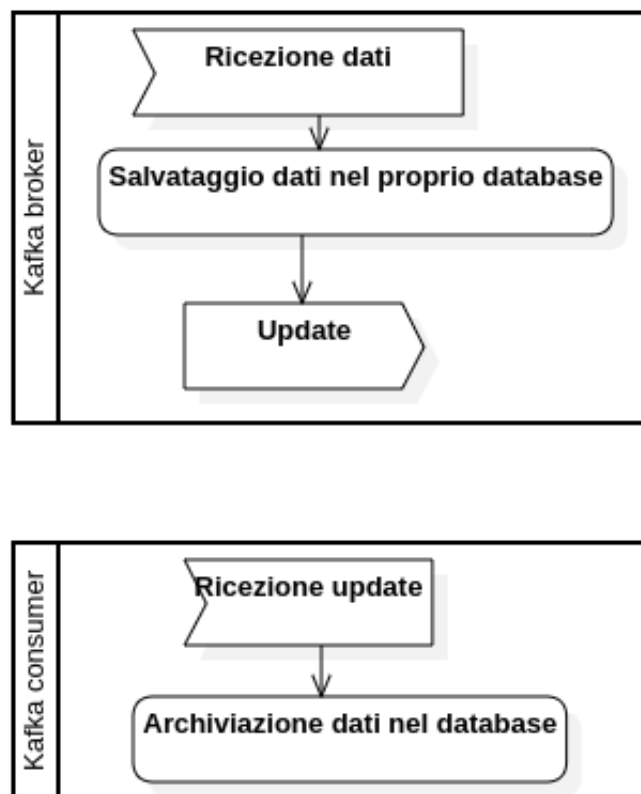 Kafka broker
Ricezione dati
Salvataggio dati nel proprio database
Update
Kafka consumer
Ricezione update
Archiviazione dati nel database